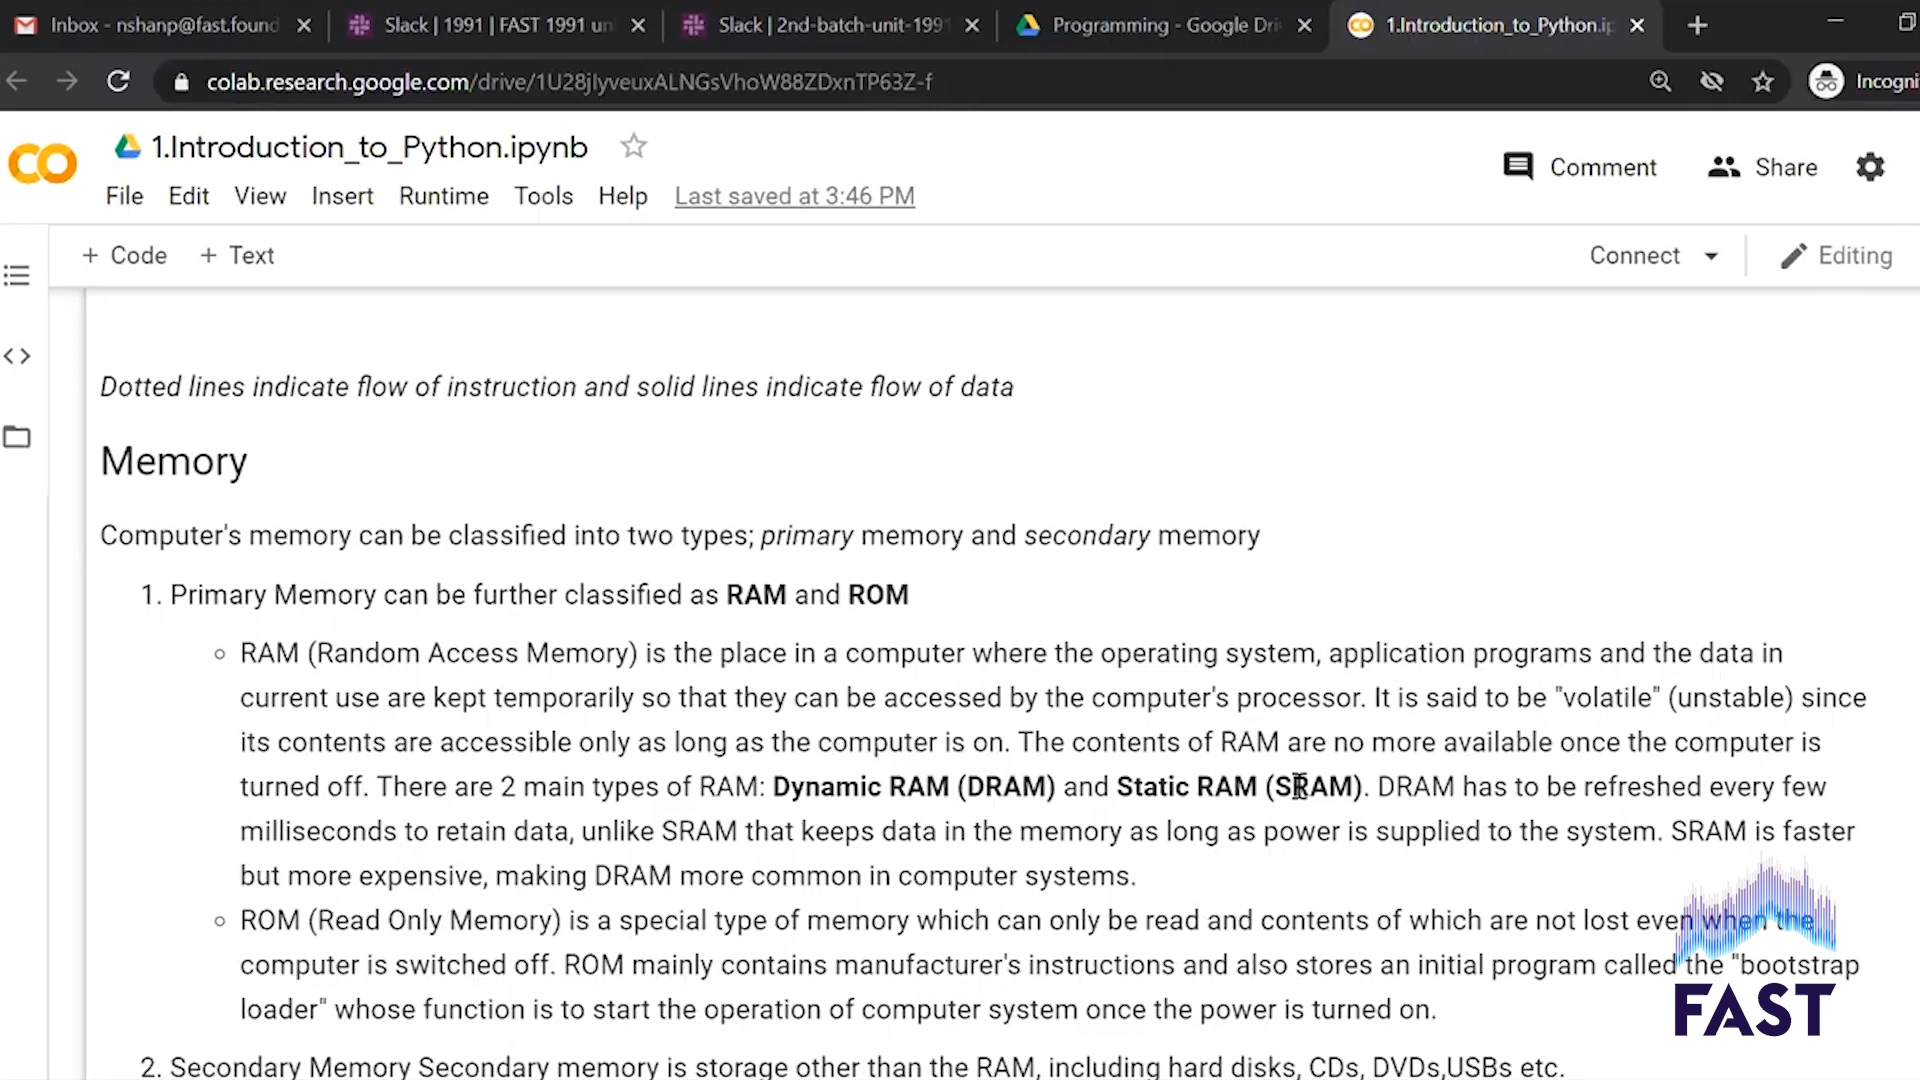 Inbox - nshanp@fast.found
Slack | 1991 | FAST 1991 un
Slack | 2nd-batch-unit-1991
Programming - Google Dri
1.Introduction_to_Python.ip
colab.research.google.com/drive/1U28jIyveuxALNGsVhoW88ZDxnTP63Z-f
Incogni
CO
1.Introduction_to_Python.ipynb
Comment
Share
File Edit View Insert Runtime Tools Help Last saved at 3:46 PM
+ Code + Text
Connect
Editing
Dotted lines indicate flow of instruction and solid lines indicate flow of data
Memory
Computer's memory can be classified into two types; primary memory and secondary memory
1. Primary Memory can be further classified as RAM and ROM
RAM (Random Access Memory) is the place in a computer where the operating system, application programs and the data in
current use are kept temporarily so that they can be accessed by the computer's processor. It is said to be "volatile" (unstable) since
its contents are accessible only as long as the computer is on. The contents of RAM are no more available once the computer is
turned off. There are 2 main types of RAM: Dynamic RAM (DRAM) and Static RAM (SRAM). DRAM has to be refreshed every few
milliseconds to retain data, unlike SRAM that keeps data in the memory as long as power is supplied to the system. SRAM is faster
but more expensive, making DRAM more common in computer systems.
ROM (Read Only Memory) is a special type of memory which can only be read and contents of which are not lost even when the
computer is switched off. ROM mainly contains manufacturer's instructions and also stores an initial program called the "bootstrap
loader" whose function is to start the operation of computer system once the power is turned on.
2. Secondary Memory Secondary memory is storage other than the RAM, including hard disks, CDs, DVDs,USBs etc.
FAST